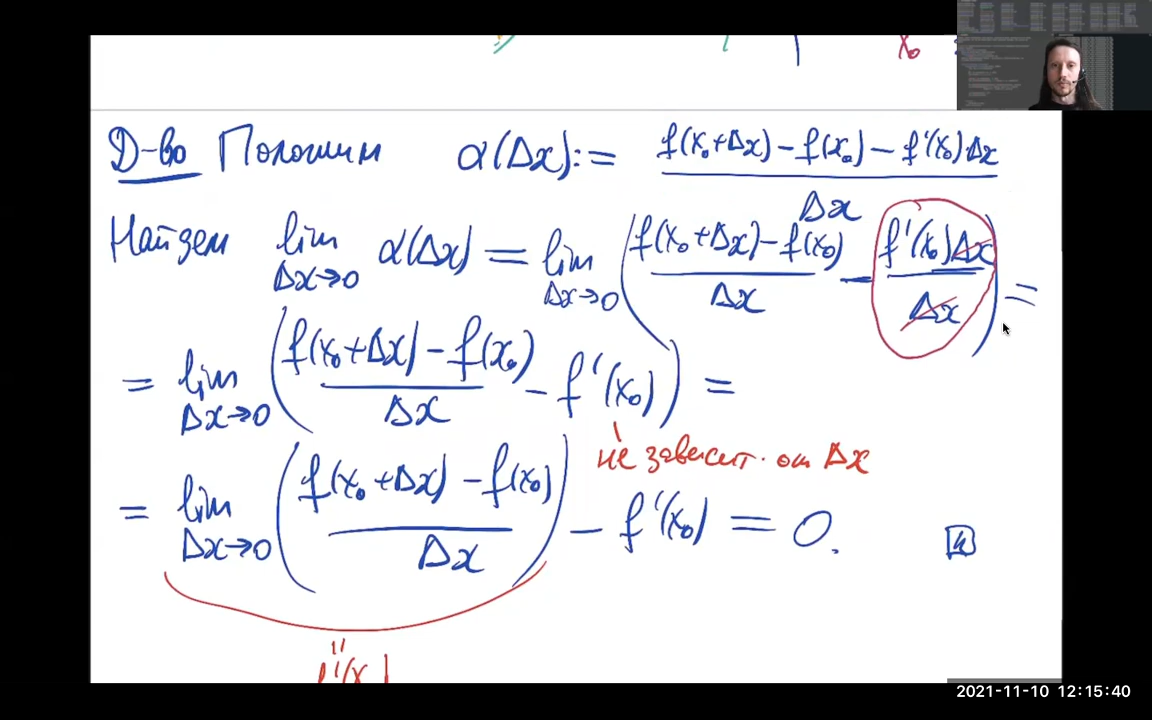 x₀
Д-во Положим α(Δx) := (f(x₀+Δx) − f(x₀) − f'(x₀)·Δx) / Δx
Найдем lim_{Δx→0} α(Δx) = lim_{Δx→0} ( (f(x₀+Δx) − f(x₀)) / Δx − (f'(x₀)Δx) / Δx ) =
= lim_{Δx→0} ( (f(x₀+Δx) − f(x₀)) / Δx − f'(x₀) ) =
не зависит от Δx
= lim_{Δx→0} ( (f(x₀+Δx) − f(x₀)) / Δx ) − f'(x₀) = 0.
2021-11-10 12:15:40